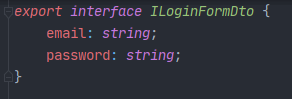 export interface ILoginFormDto {
    email: string;
    password: string;
}